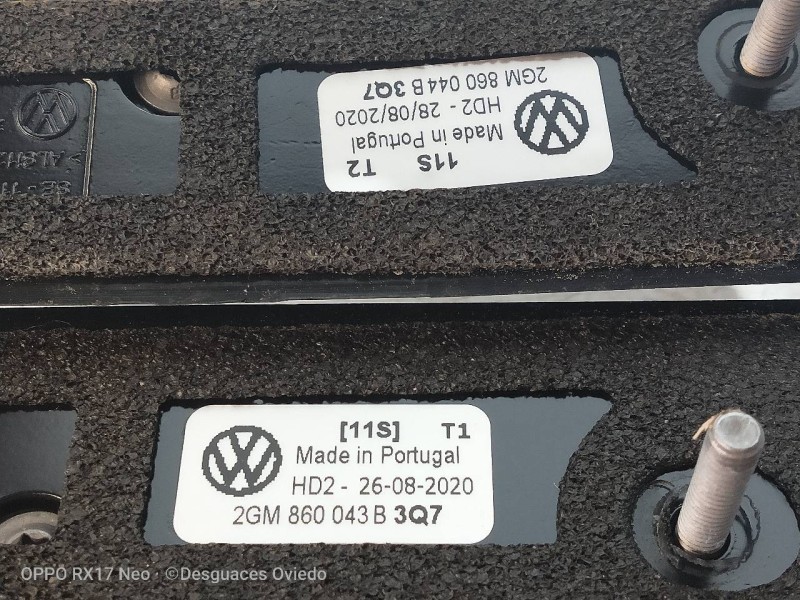 2GM 860 044 B 3Q7
HD2 - 28/08/2020
Made in Portugal
11S
T2
[11S] T1
Made in Portugal
HD2 - 26-08-2020
2GM 860 043 B 3Q7
OPPO RX17 Neo · ©Desguaces Oviedo